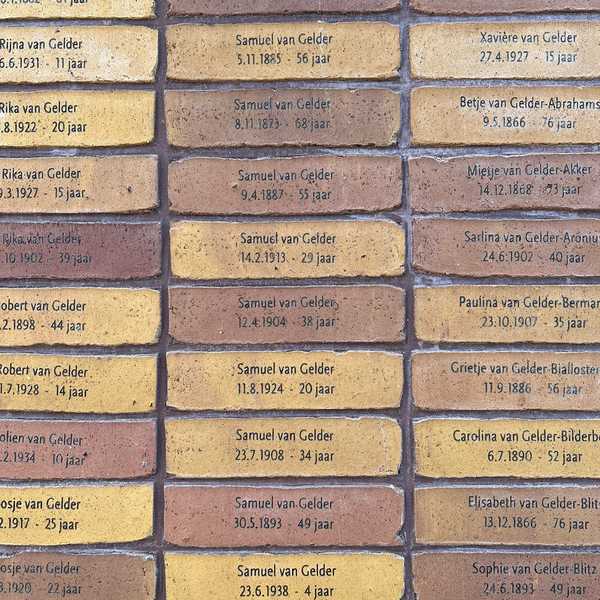 Rijna van Gelder
6.6.1931 - 11 jaar
Rika van Gelder
.8.1922 - 20 jaar
Rika van Gelder
9.3.1927 - 15 jaar
Rika van Gelder
.10.1902 - 39 jaar
Robert van Gelder
.2.1898 - 44 jaar
Robert van Gelder
1.7.1928 - 14 jaar
olien van Gelder
.2.1934 - 10 jaar
oosje van Gelder
.2.1917 - 25 jaar
oosje van Gelder
3.1920 - 22 jaar
Samuel van Gelder
5.11.1885 - 56 jaar
Samuel van Gelder
8.11.1873 - 68 jaar
Samuel van Gelder
9.4.1887 - 55 jaar
Samuel van Gelder
14.2.1913 - 29 jaar
Samuel van Gelder
12.4.1904 - 38 jaar
Samuel van Gelder
11.8.1924 - 20 jaar
Samuel van Gelder
23.7.1908 - 34 jaar
Samuel van Gelder
30.5.1893 - 49 jaar
Samuel van Gelder
23.6.1938 - 4 jaar
Xavière van Gelder
27.4.1927 - 15 jaar
Betje van Gelder-Abrahams
9.5.1866 - 76 jaar
Mietje van Gelder-Akker
14.12.1868 - 73 jaar
Sarlina van Gelder-Aronius
24.6.1902 - 40 jaar
Paulina van Gelder-Berman
23.10.1907 - 35 jaar
Grietje van Gelder-Bialloster
11.9.1886 - 56 jaar
Carolina van Gelder-Bilderbe
6.7.1890 - 52 jaar
Elisabeth van Gelder-Blitz
13.12.1866 - 76 jaar
Sophie van Gelder-Blitz
24.6.1893 - 49 jaar